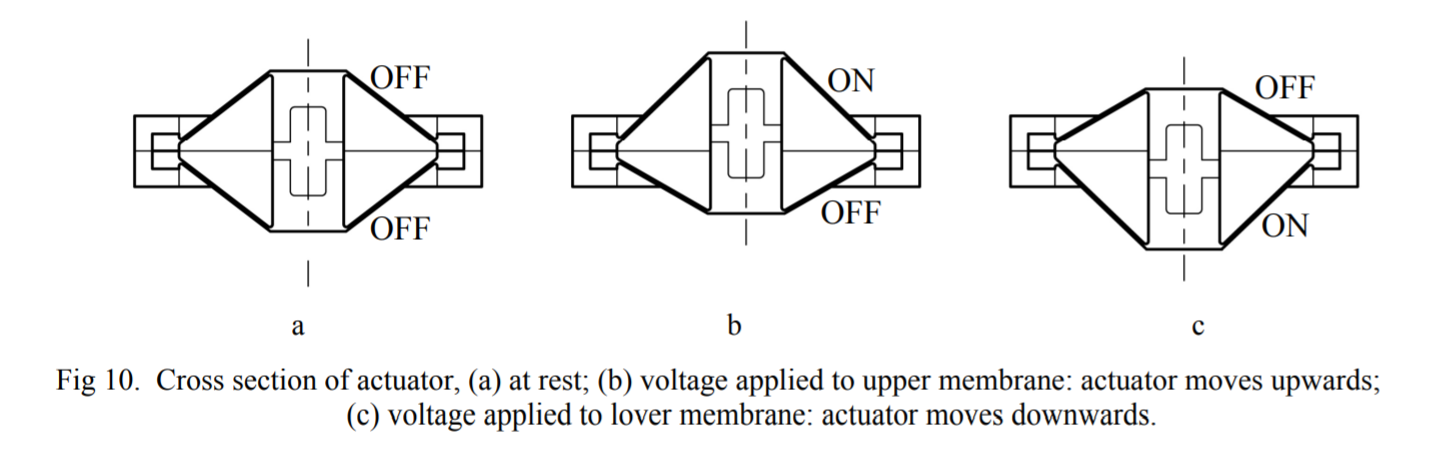 OFF
OFF
ON
OFF
OFF
ON
a
b
c
Fig 10. Cross section of actuator, (a) at rest; (b) voltage applied to upper membrane: actuator moves upwards;
(c) voltage applied to lover membrane: actuator moves downwards.